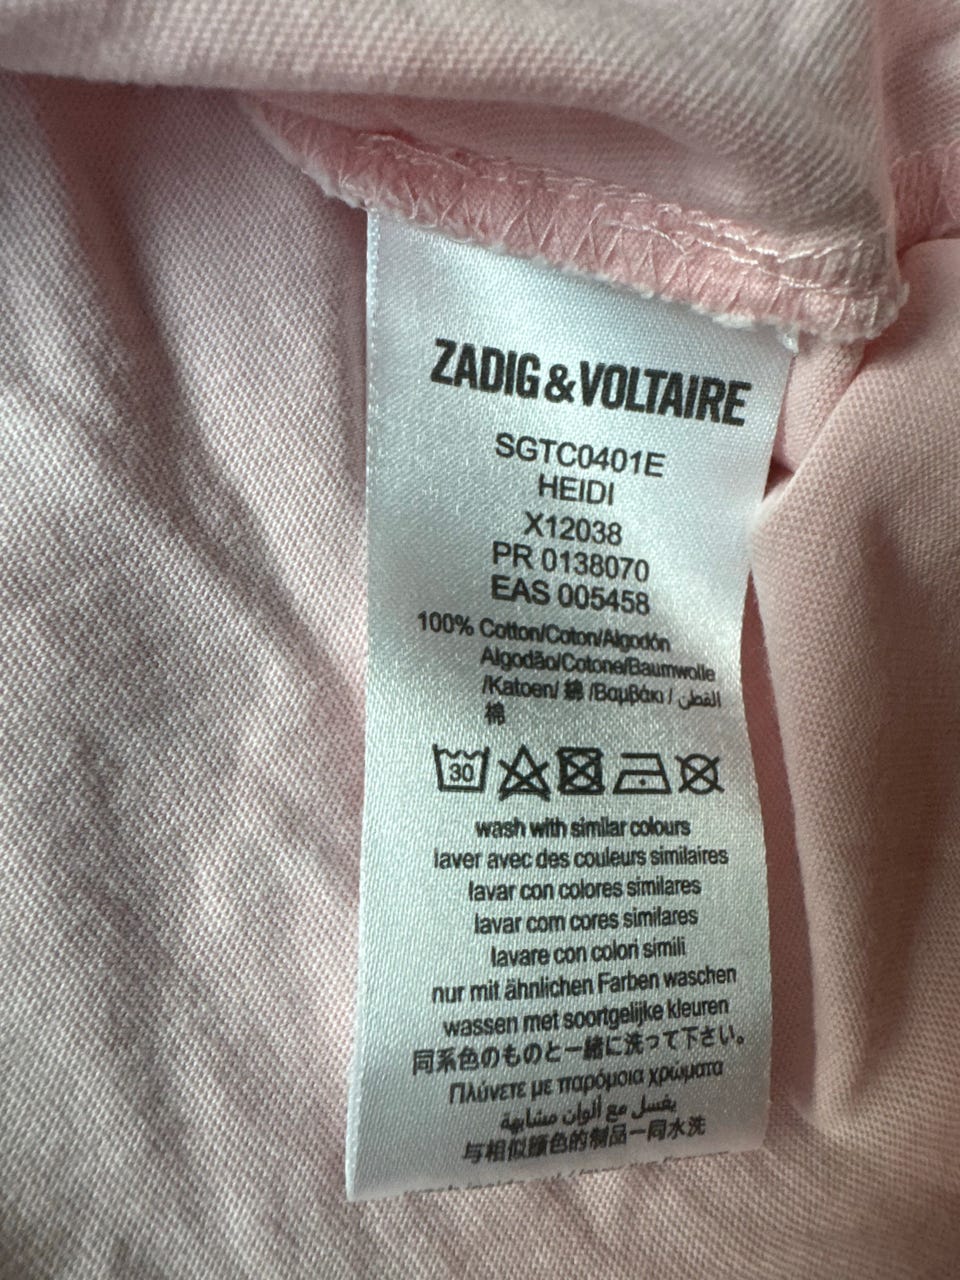 ZADIG&VOLTAIRE
SGTC0401E
HEIDI
X12038
PR 0138070
EAS 005458
100% Cotton/Coton/Algodón
Algodão/Cotone/Baumwolle
/Katoen/ 綿 /Βαμβάκι / القطن
棉
30
wash with similar colours
laver avec des couleurs similaires
lavar con colores similares
lavar com cores similares
lavare con colori simili
nur mit ähnlichen Farben waschen
wassen met soortgelijke kleuren
同系色のものと一緒に洗って下さい。
Πλύνετε με παρόμοια χρώματα
يغسل مع ألوان مشابهة
与相似颜色的制品一同水洗